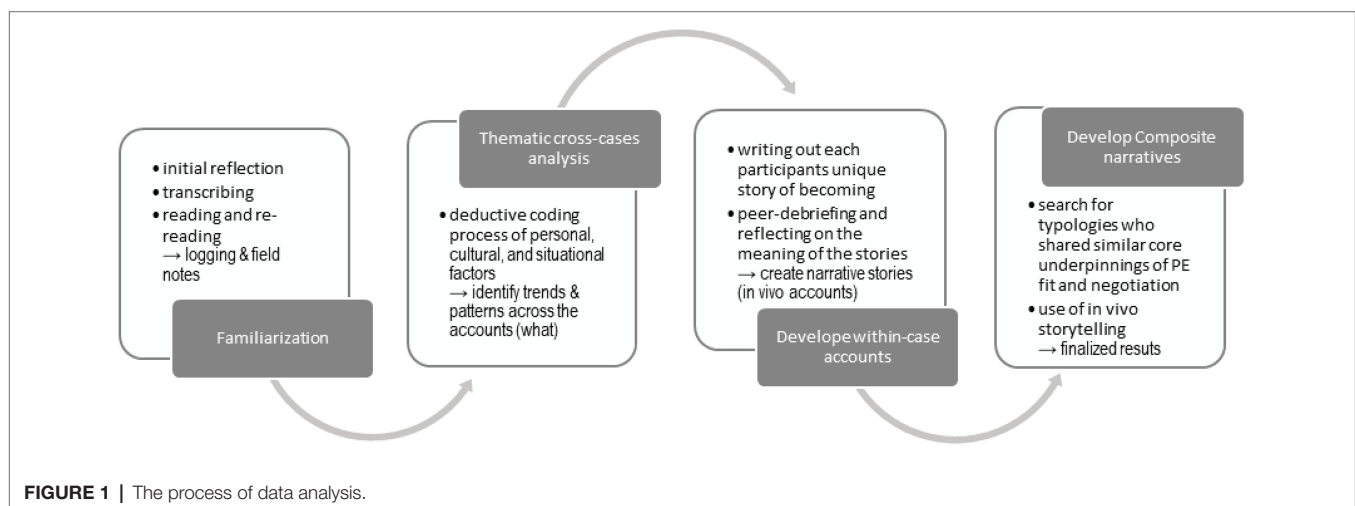 • initial reflection
• transcribing
• reading and re-
reading
→ logging & field
notes
Familiarization
Thematic cross-cases
analysis
• deductive coding
process of personal,
cultural, and situational
factors
→ identify trends &
patterns across the
accounts (what)
• writing out each
participants unique
story of becoming
• peer-debriefing and
reflecting on the
meaning of the stories
→ create narrative stories
(in vivo accounts)
Develope within-case
accounts
Develop Composite
narratives
• search for
typologies who
shared similar core
underpinnings of PE
fit and negotiation
• use of in vivo
storytelling
→ finalized resuts
FIGURE 1 | The process of data analysis.